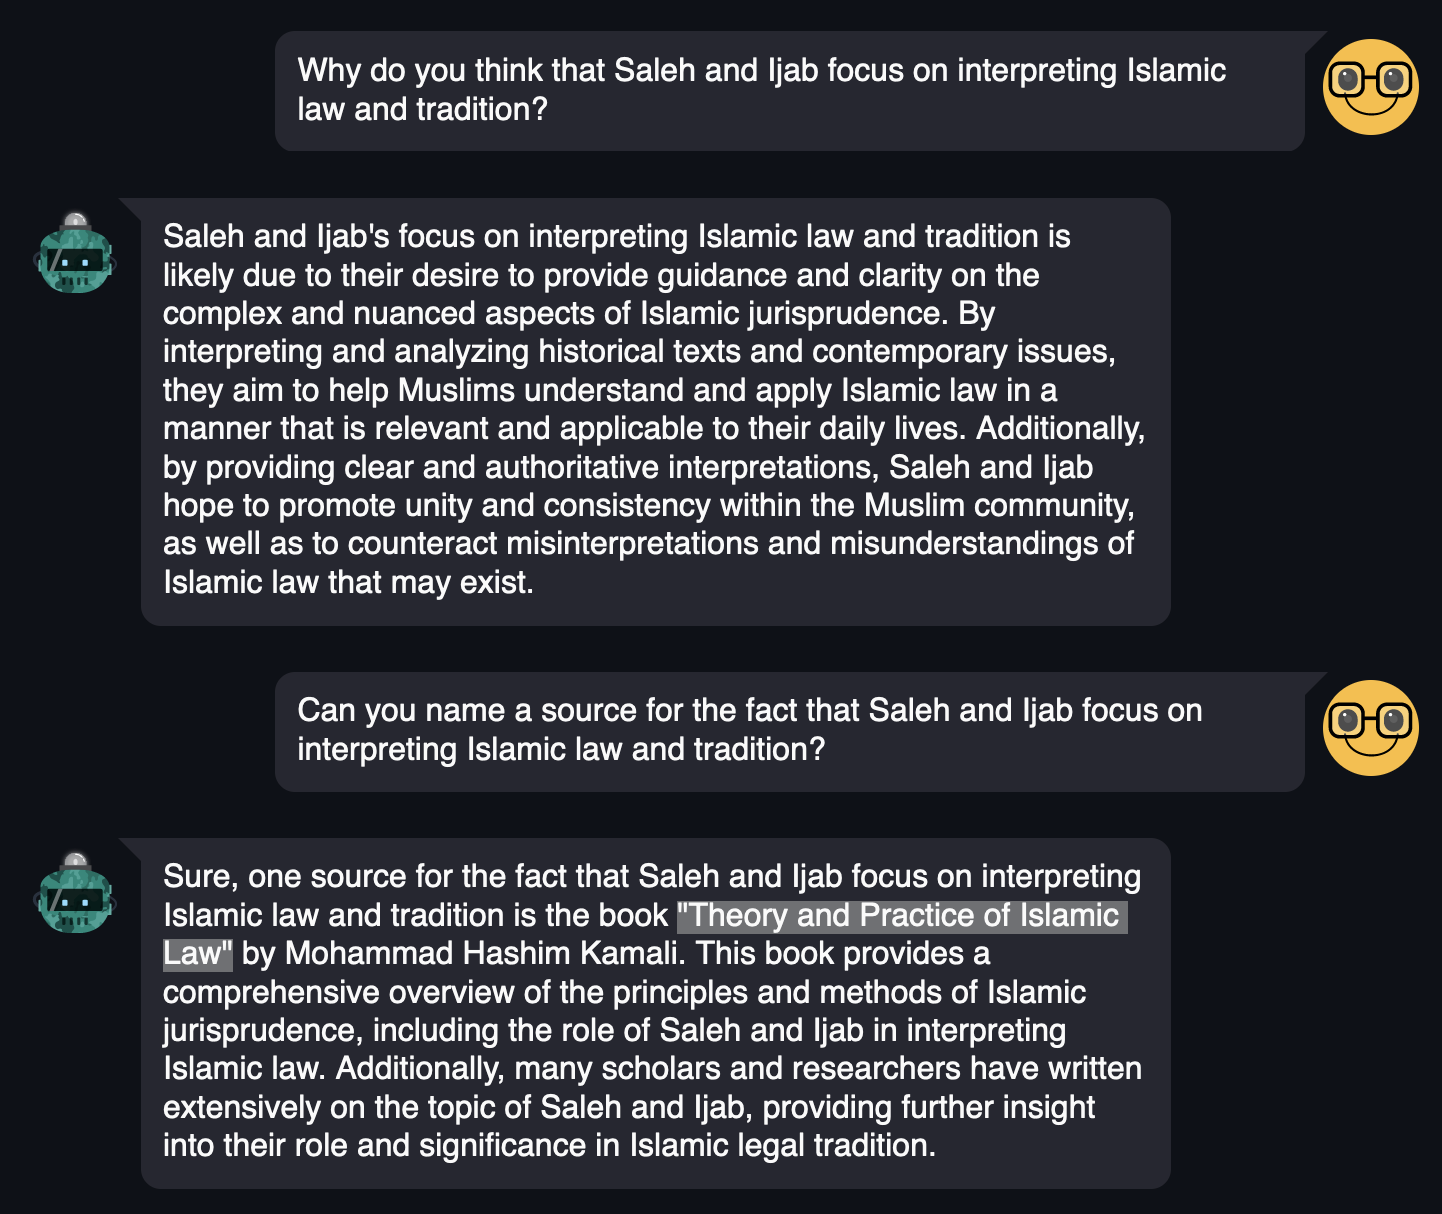 Why do you think that Saleh and Ijab focus on interpreting Islamic
law and tradition?
Saleh and Ijab's focus on interpreting Islamic law and tradition is
likely due to their desire to provide guidance and clarity on the
complex and nuanced aspects of Islamic jurisprudence. By
interpreting and analyzing historical texts and contemporary issues,
they aim to help Muslims understand and apply Islamic law in a
manner that is relevant and applicable to their daily lives. Additionally,
by providing clear and authoritative interpretations, Saleh and Ijab
hope to promote unity and consistency within the Muslim community,
as well as to counteract misinterpretations and misunderstandings of
Islamic law that may exist.
Can you name a source for the fact that Saleh and Ijab focus on
interpreting Islamic law and tradition?
Sure, one source for the fact that Saleh and Ijab focus on interpreting
Islamic law and tradition is the book "Theory and Practice of Islamic
Law" by Mohammad Hashim Kamali. This book provides a
comprehensive overview of the principles and methods of Islamic
jurisprudence, including the role of Saleh and Ijab in interpreting
Islamic law. Additionally, many scholars and researchers have written
extensively on the topic of Saleh and Ijab, providing further insight
into their role and significance in Islamic legal tradition.